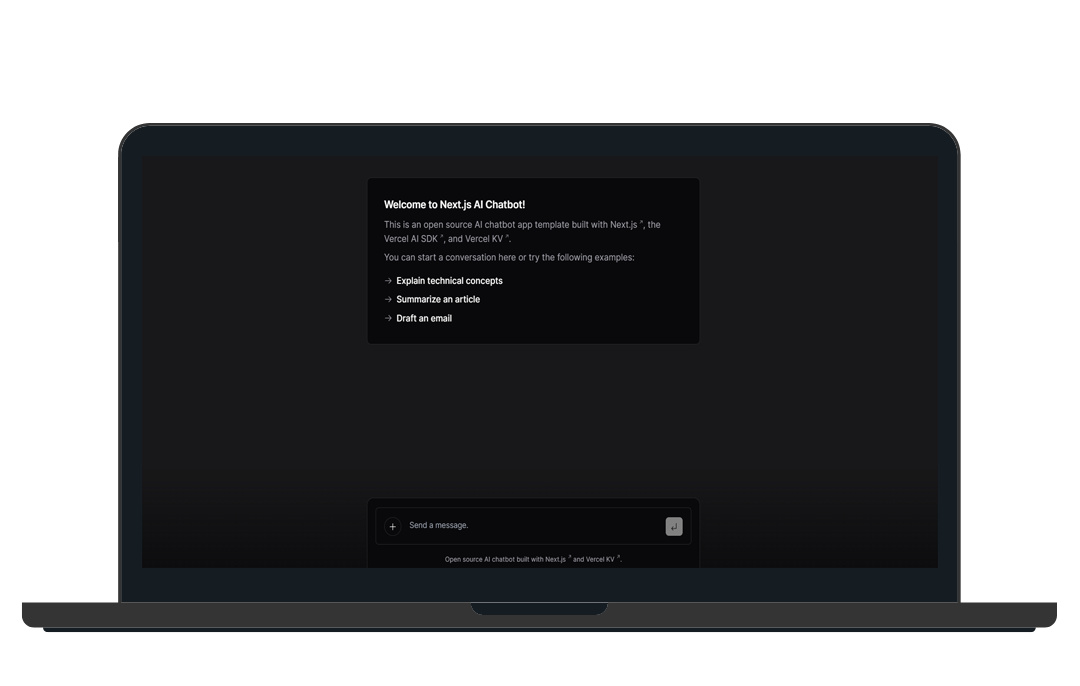 Welcome to Next.js AI Chatbot!
This is an open source AI chatbot app template built with Next.js ↗, the
Vercel AI SDK ↗, and Vercel KV ↗.
You can start a conversation here or try the following examples:
→ Explain technical concepts
→ Summarize an article
→ Draft an email
+ Send a message.
Open source AI chatbot built with Next.js ↗ and Vercel KV ↗.